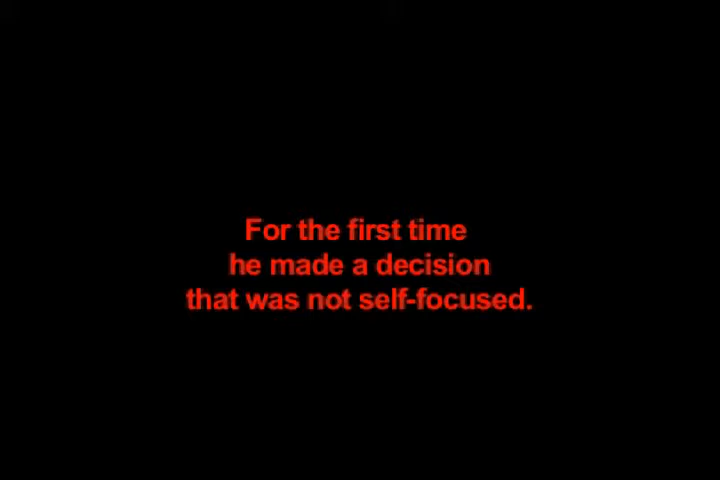 For the first time
he made a decision
that was not self-focused.